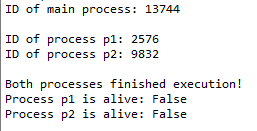 ID of main process: 13744
ID of process p1: 2576
ID of process p2: 9832
Both processes finished execution!
Process p1 is alive: False
Process p2 is alive: False